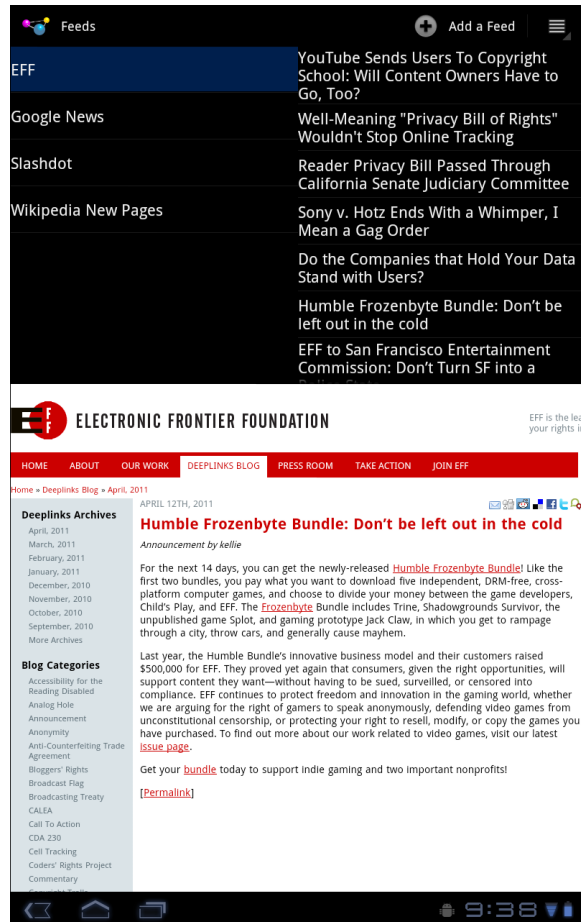 Feeds
Add a Feed
EFF
Google News
Slashdot
Wikipedia New Pages
YouTube Sends Users To Copyright
School: Will Content Owners Have to
Go, Too?
Well-Meaning "Privacy Bill of Rights"
Wouldn't Stop Online Tracking
Reader Privacy Bill Passed Through
California Senate Judiciary Committee
Sony v. Hotz Ends With a Whimper, I
Mean a Gag Order
Do the Companies that Hold Your Data
Stand with Users?
Humble Frozenbyte Bundle: Don’t be
left out in the cold
EFF to San Francisco Entertainment
Commission: Don’t Turn SF into a
Police State
EFF
ELECTRONIC FRONTIER FOUNDATION
EFF is the lea
your rights i
HOME ABOUT OUR WORK DEEPLINKS BLOG PRESS ROOM TAKE ACTION JOIN EFF
Home » Deeplinks Blog » April, 2011
Deeplinks Archives
April, 2011
March, 2011
February, 2011
January, 2011
December, 2010
November, 2010
October, 2010
September, 2010
More Archives
Blog Categories
Accessibility for the
Reading Disabled
Analog Hole
Announcement
Anonymity
Anti-Counterfeiting Trade
Agreement
Bloggers' Rights
Broadcast Flag
Broadcasting Treaty
CALEA
Call To Action
CDA 230
Cell Tracking
Coders' Rights Project
Commentary
Copyright Trolls
APRIL 12TH, 2011
Humble Frozenbyte Bundle: Don’t be left out in the cold
Announcement by kellie
For the next 14 days, you can get the newly-released Humble Frozenbyte Bundle! Like the
first two bundles, you pay what you want to download five independent, DRM-free, cross-
platform computer games, and choose to divide your money between the game developers,
Child’s Play, and EFF. The Frozenbyte Bundle includes Trine, Shadowgrounds Survivor, the
unpublished game Splot, and gaming prototype Jack Claw, in which you get to rampage
through a city, throw cars, and generally cause mayhem.
Last year, the Humble Bundle’s innovative business model and their customers raised
$500,000 for EFF. They proved yet again that consumers, given the right opportunities, will
support content they want—without having to be sued, surveilled, or censored into
compliance. EFF continues to protect freedom and innovation in the gaming world, whether
we are arguing for the right of gamers to speak anonymously, defending video games from
unconstitutional censorship, or protecting your right to resell, modify, or copy the games you
have purchased. To find out more about our work related to video games, visit our latest
issue page.
Get your bundle today to support indie gaming and two important nonprofits!
[Permalink]
9:38